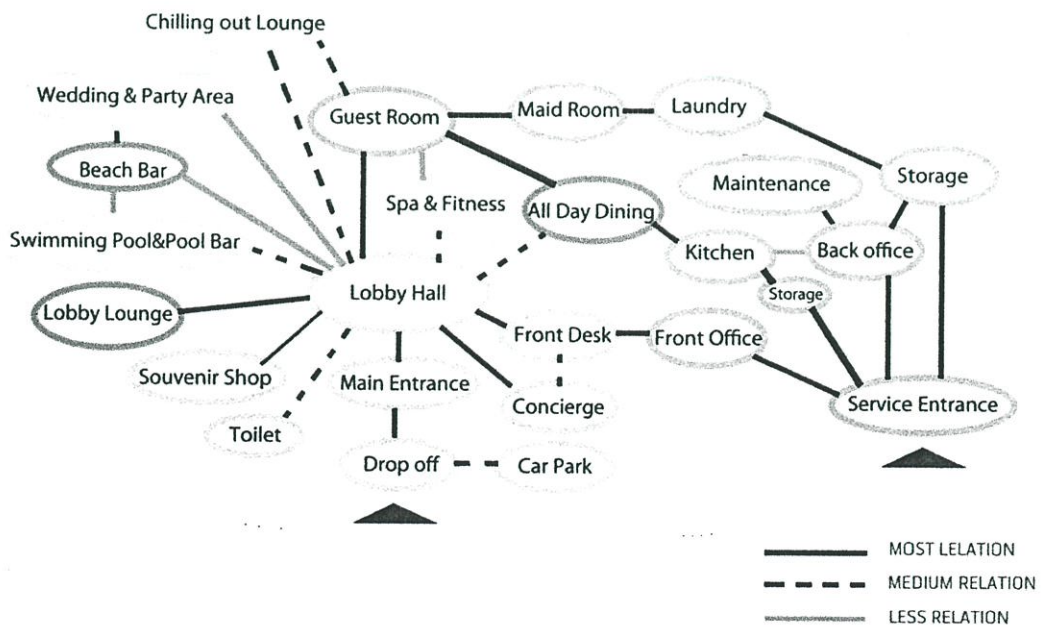 Chilling out Lounge
Wedding & Party Area
Guest Room
Maid Room
Laundry
Beach Bar
Maintenance
Storage
Spa & Fitness
All Day Dining
Swimming Pool&Pool Bar
Kitchen
Back office
Lobby Hall
Storage
Lobby Lounge
Front Desk
Front Office
Souvenir Shop
Main Entrance
Concierge
Service Entrance
Toilet
Drop off
Car Park
MOST LELATION
MEDIUM RELATION
LESS RELATION